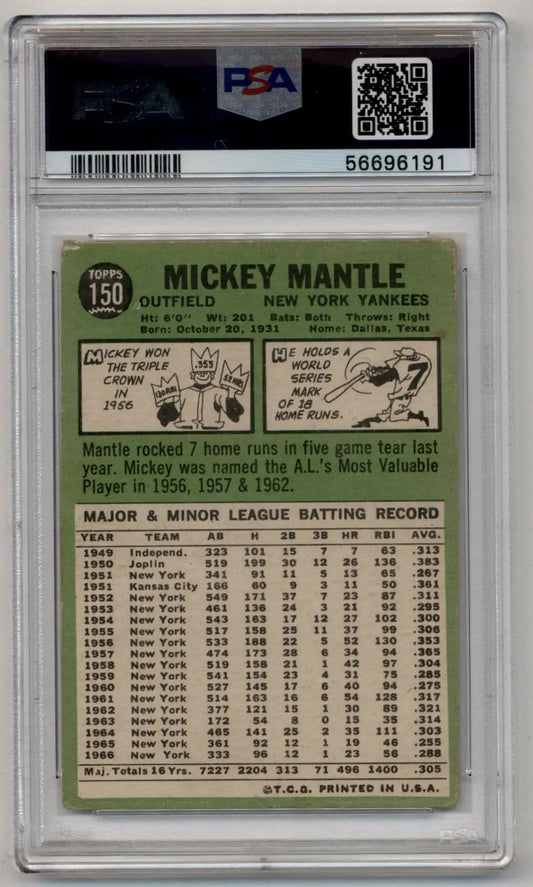 PSA
PSA
56696191
TOPPS
150
MICKEY MANTLE
OUTFIELD NEW YORK YANKEES
Ht: 6'0" Wt: 201 Bats: Both Throws: Right
Born: October 20, 1931 Home: Dallas, Texas
MICKEY WON
THE TRIPLE
CROWN
IN
1956
130 RBI
.353
52 HRS
HE HOLDS A
WORLD
SERIES
MARK
OF 18
HOME RUNS.
7
Mantle rocked 7 home runs in five game tear last
year. Mickey was named the A.L.'s Most Valuable
Player in 1956, 1957 & 1962.
MAJOR & MINOR LEAGUE BATTING RECORD
YEAR TEAM AB H 2B 3B HR RBI AVG.
1949 Independ. 323 101 15 7 7 63 .313
1950 Joplin 519 199 30 12 26 136 .383
1951 New York 341 91 11 5 13 65 .267
1951 Kansas City 166 60 9 3 11 50 .361
1952 New York 549 171 37 7 23 87 .311
1953 New York 461 136 24 3 21 92 .295
1954 New York 543 163 17 12 27 102 .300
1955 New York 517 158 25 11 37 99 .306
1956 New York 533 188 22 5 52 130 .353
1957 New York 474 173 28 6 34 94 .365
1958 New York 519 158 21 1 42 97 .304
1959 New York 541 154 23 4 31 75 .285
1960 New York 527 145 17 6 40 94 .275
1961 New York 514 163 16 6 54 128 .317
1962 New York 377 121 15 1 30 89 .321
1963 New York 172 54 8 0 15 35 .314
1964 New York 465 141 25 2 35 111 .303
1965 New York 361 92 12 1 19 46 .255
1966 New York 333 96 12 1 23 56 .288
Maj. Totals 16 Yrs. 7227 2204 313 71 496 1400 .305
©T.C.G. PRINTED IN U.S.A.
PSA